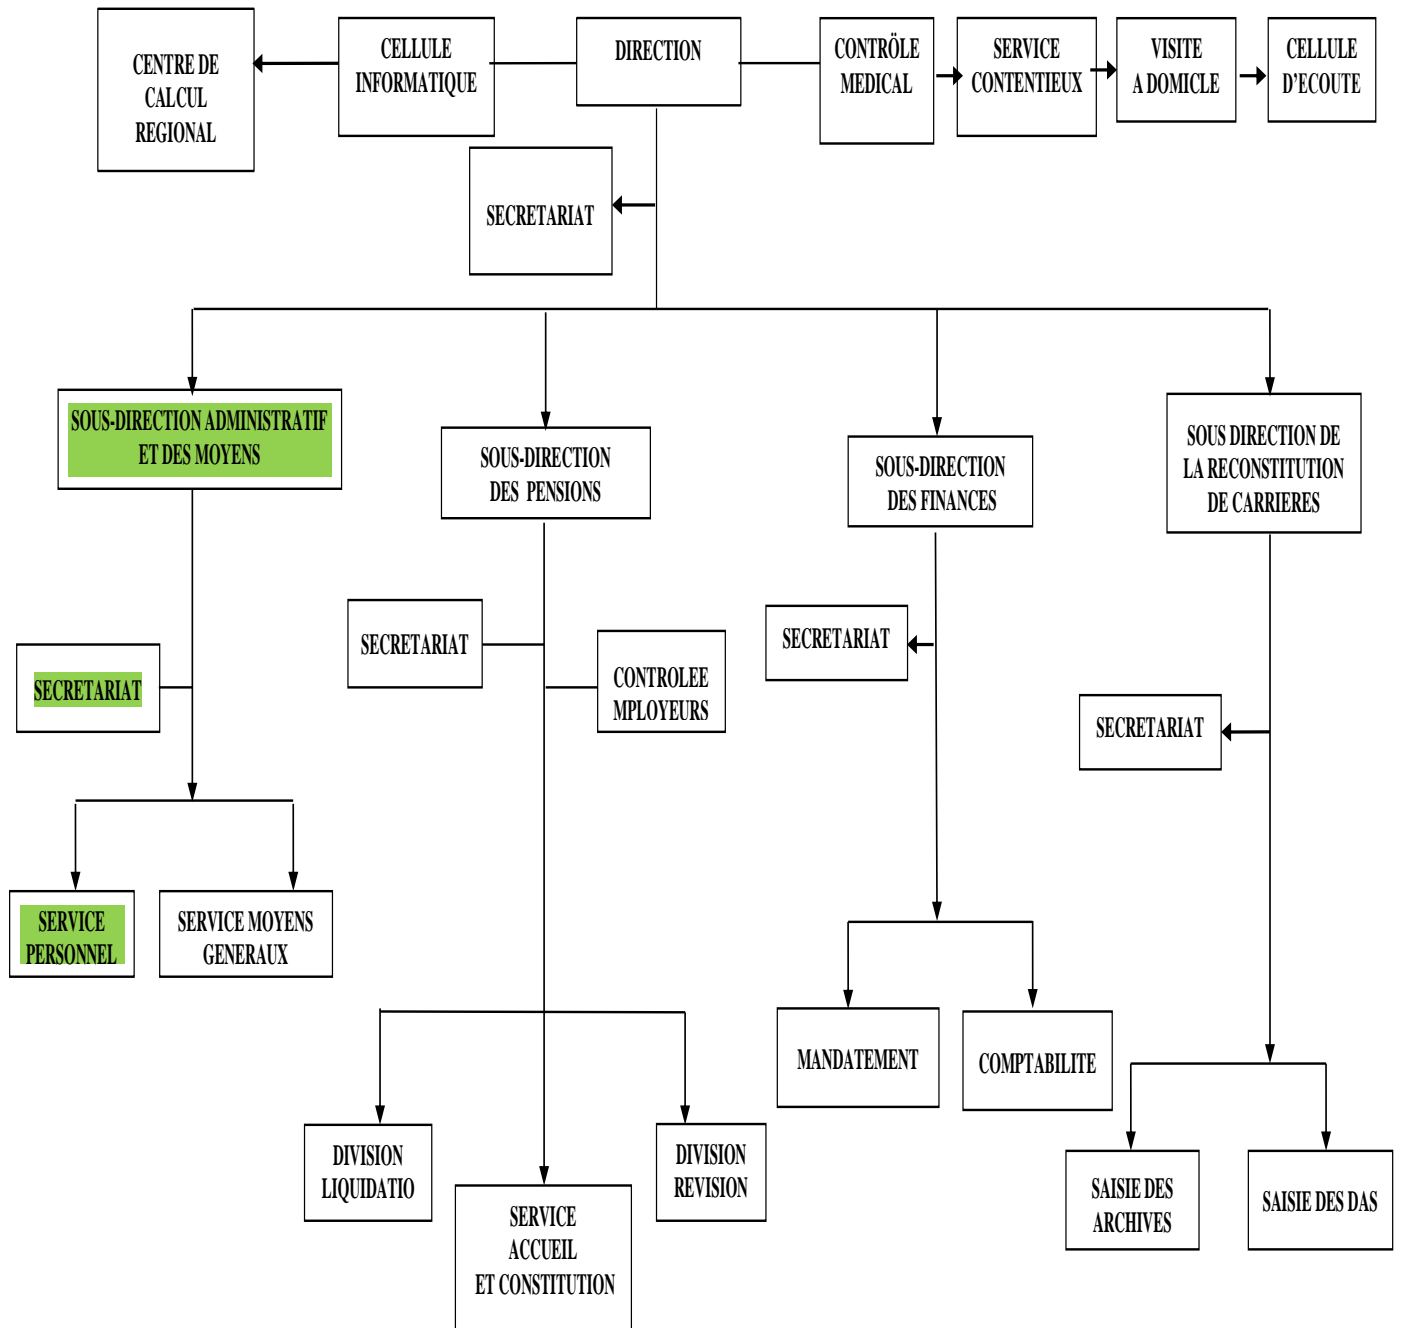 CENTRE DE
CALCUL
REGIONAL
CELLULE
INFORMATIQUE
DIRECTION
CONTRÖLE
MEDICAL
SERVICE
CONTENTIEUX
VISITE
A DOMICLE
CELLULE
D'ECOUTE
SECRETARIAT
SOUS-DIRECTION ADMINISTRATIF
ET DES MOYENS
SOUS-DIRECTION
DES PENSIONS
SOUS-DIRECTION
DES FINANCES
SOUS DIRECTION DE
LA RECONSTITUTION
DE CARRIERES
SECRETARIAT
SECRETARIAT
CONTROLEE
MPLOYEURS
SECRETARIAT
SECRETARIAT
SERVICE
PERSONNEL
SERVICE MOYENS
GENERAUX
MANDATEMENT
COMPTABILITE
DIVISION
LIQUIDATIO
SERVICE
ACCUEIL
ET CONSTITUTION
DIVISION
REVISION
SAISIE DES
ARCHIVES
SAISIE DES DAS